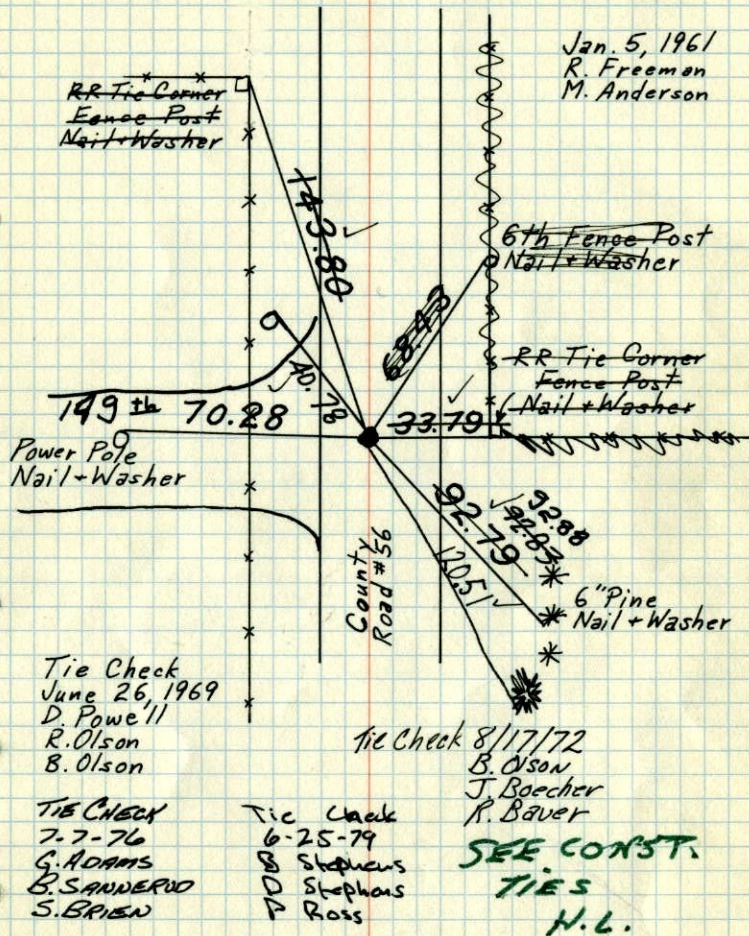 Jan. 5, 1961
R. Freeman
M. Anderson
RR Tie Corner
Fence Post
Nail + Washer
143.80
6th Fence Post
Nail + Washer
68.43
40.78
RR Tie Corner
Fence Post
Nail + Washer
149th 70.28
33.79
Power Pole
Nail + Washer
92.88
92.83
92.79
120.51
County
Road #56
6" Pine
Nail + Washer
Tie Check
June 26, 1969
D. Powell
R. Olson
B. Olson
Tie Check 8/17/72
B. Olson
J. Boecher
R. Bauer
TIE CHECK
7-7-76
G. ADAMS
B. SANNERUD
S. BRIEN
Tie Check
6-25-79
B Stephens
D Stephens
P Ross
SEE CONST.
TIES
H.L.